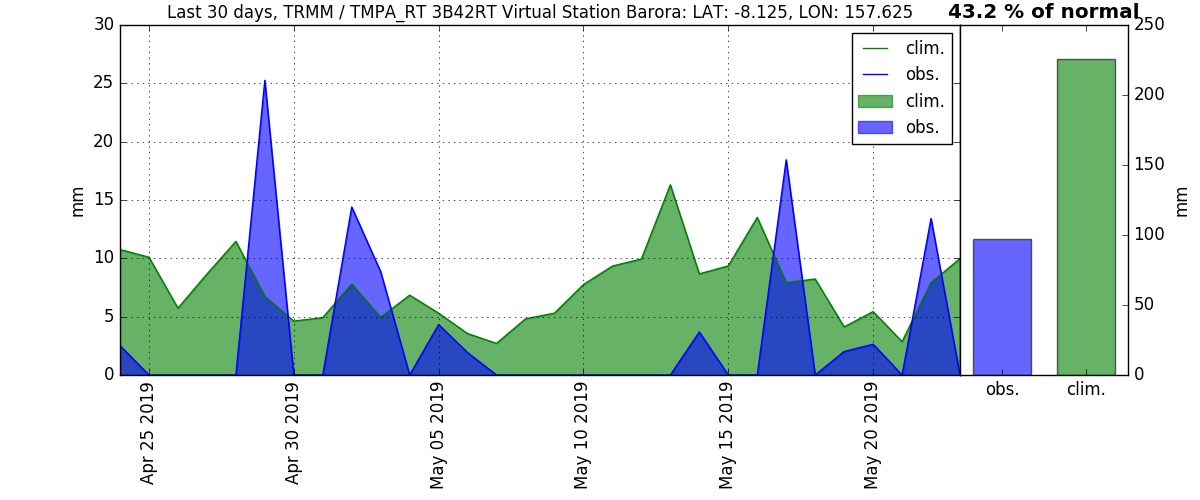 Last 30 days, TRMM / TMPA_RT 3B42RT Virtual Station Barora: LAT: -8.125, LON: 157.625
43.2 % of normal
30
25
20
15
10
5
0
mm
clim.
obs.
clim.
obs.
250
200
150
100
50
0
mm
obs.
clim.
Apr 25 2019
Apr 30 2019
May 05 2019
May 10 2019
May 15 2019
May 20 2019